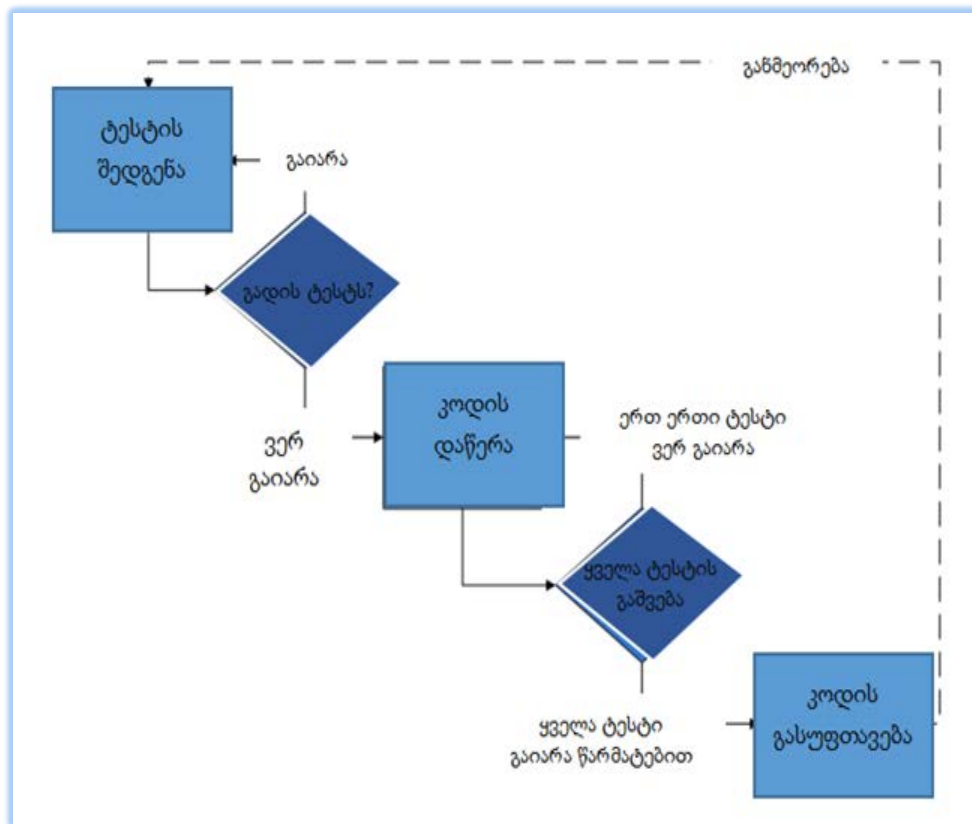 განმეორება
ტესტის
შედგენა
გაიარა
გადის ტესტს?
ვერ
გაიარა
კოდის
დაწერა
ერთ ერთი ტესტი
ვერ გაიარა
ყველა ტესტის
გაშვება
ყველა ტესტი
გაიარა წარმატებით
კოდის
გასუფთავება